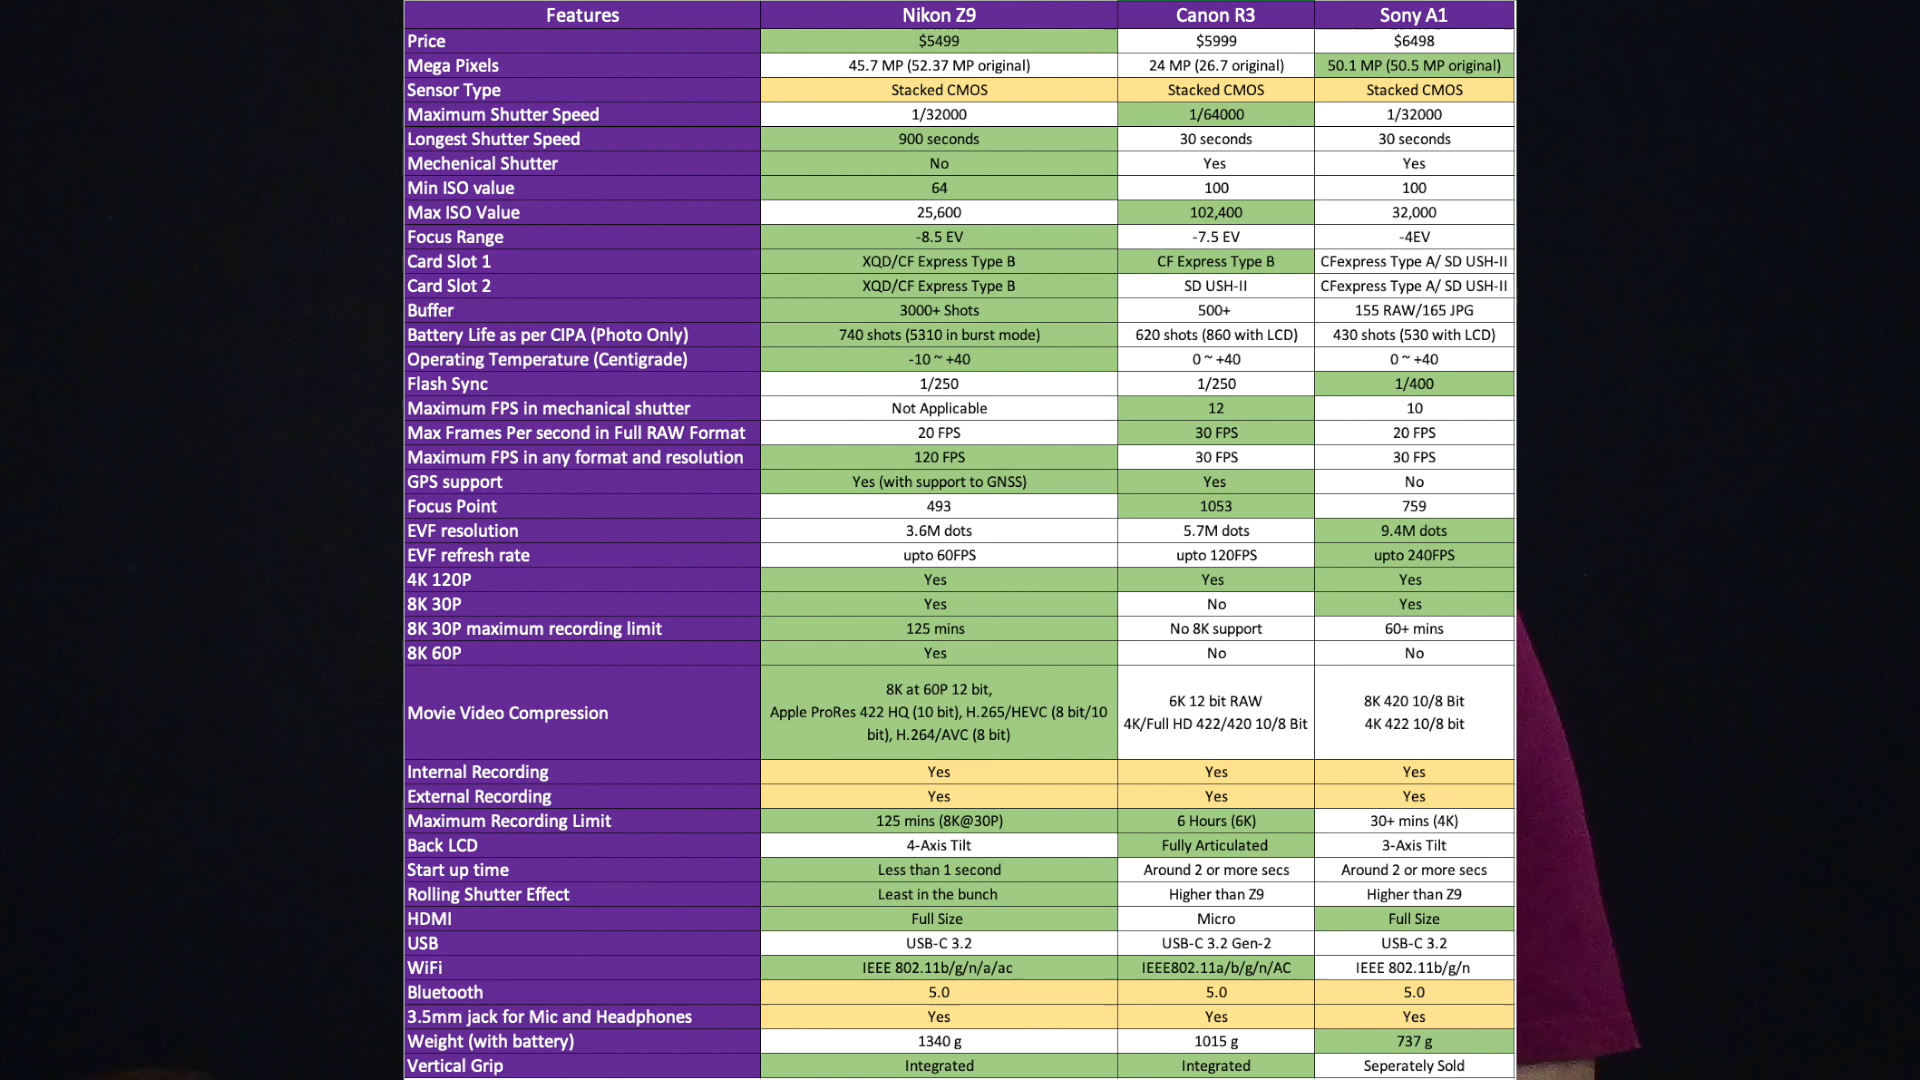 Features Nikon Z9 Canon R3 Sony A1
Price $5499 $5999 $6498
Mega Pixels 45.7 MP (52.37 MP original) 24 MP (26.7 original) 50.1 MP (50.5 MP original)
Sensor Type Stacked CMOS Stacked CMOS Stacked CMOS
Maximum Shutter Speed 1/32000 1/64000 1/32000
Longest Shutter Speed 900 seconds 30 seconds 30 seconds
Mechenical Shutter No Yes Yes
Min ISO value 64 100 100
Max ISO Value 25,600 102,400 32,000
Focus Range -8.5 EV -7.5 EV -4EV
Card Slot 1 XQD/CF Express Type B CF Express Type B CFexpress Type A/ SD USH-II
Card Slot 2 XQD/CF Express Type B SD USH-II CFexpress Type A/ SD USH-II
Buffer 3000+ Shots 500+ 155 RAW/165 JPG
Battery Life as per CIPA (Photo Only) 740 shots (5310 in burst mode) 620 shots (860 with LCD) 430 shots (530 with LCD)
Operating Temperature (Centigrade) -10 ~ +40 0 ~ +40 0 ~ +40
Flash Sync 1/250 1/250 1/400
Maximum FPS in mechanical shutter Not Applicable 12 10
Max Frames Per second in Full RAW Format 20 FPS 30 FPS 20 FPS
Maximum FPS in any format and resolution 120 FPS 30 FPS 30 FPS
GPS support Yes (with support to GNSS) Yes No
Focus Point 493 1053 759
EVF resolution 3.6M dots 5.7M dots 9.4M dots
EVF refresh rate upto 60FPS upto 120FPS upto 240FPS
4K 120P Yes Yes Yes
8K 30P Yes No Yes
8K 30P maximum recording limit 125 mins No 8K support 60+ mins
8K 60P Yes No No
Movie Video Compression
8K at 60P 12 bit,
Apple ProRes 422 HQ (10 bit), H.265/HEVC (8 bit/10
bit), H.264/AVC (8 bit)
6K 12 bit RAW
4K/Full HD 422/420 10/8 Bit
8K 420 10/8 Bit
4K 422 10/8 bit
Internal Recording Yes Yes Yes
External Recording Yes Yes Yes
Maximum Recording Limit 125 mins (8K@30P) 6 Hours (6K) 30+ mins (4K)
Back LCD 4-Axis Tilt Fully Articulated 3-Axis Tilt
Start up time Less than 1 second Around 2 or more secs Around 2 or more secs
Rolling Shutter Effect Least in the bunch Higher than Z9 Higher than Z9
HDMI Full Size Micro Full Size
USB USB-C 3.2 USB-C 3.2 Gen-2 USB-C 3.2
WiFi IEEE 802.11b/g/n/a/ac IEEE802.11a/b/g/n/AC IEEE 802.11b/g/n
Bluetooth 5.0 5.0 5.0
3.5mm jack for Mic and Headphones Yes Yes Yes
Weight (with battery) 1340 g 1015 g 737 g
Vertical Grip Integrated Integrated Seperately Sold